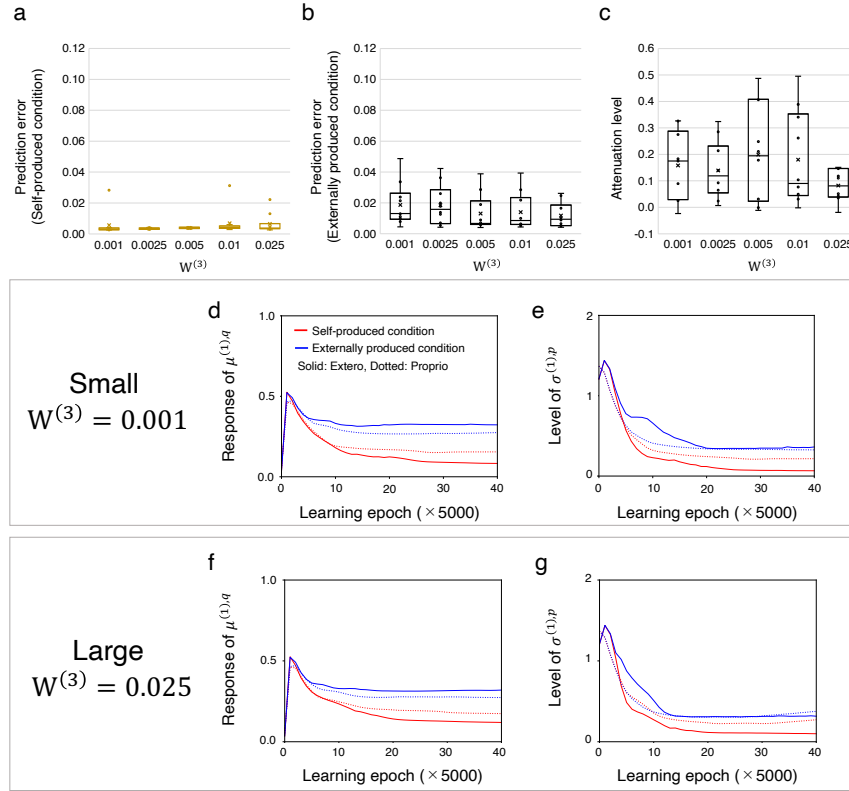 a
b
c
0.12
0.10
0.08
0.06
0.04
0.02
0
Prediction error
(Self-produced condition)
0.001 0.0025 0.005 0.01 0.025
W⁽³⁾
0.12
0.10
0.08
0.06
0.04
0.02
0
Prediction error
(Externally produced condition)
0.001 0.0025 0.005 0.01 0.025
W⁽³⁾
0.6
0.5
0.4
0.3
0.2
0.1
0.0
-0.1
Attenuation level
0.001 0.0025 0.005 0.01 0.025
W⁽³⁾
Small
W⁽³⁾ = 0.001
d
1.0
0.5
0.0
Response of μ⁽¹⁾,q
Self-produced condition
Externally produced condition
Solid: Extero, Dotted: Proprio
0 10 20 30 40
Learning epoch (×5000)
e
2
1
0
Level of σ⁽¹⁾,p
0 10 20 30 40
Learning epoch (×5000)
Large
W⁽³⁾ = 0.025
f
1.0
0.5
0.0
Response of μ⁽¹⁾,q
0 10 20 30 40
Learning epoch (×5000)
g
2
1
0
Level of σ⁽¹⁾,p
0 10 20 30 40
Learning epoch (×5000)